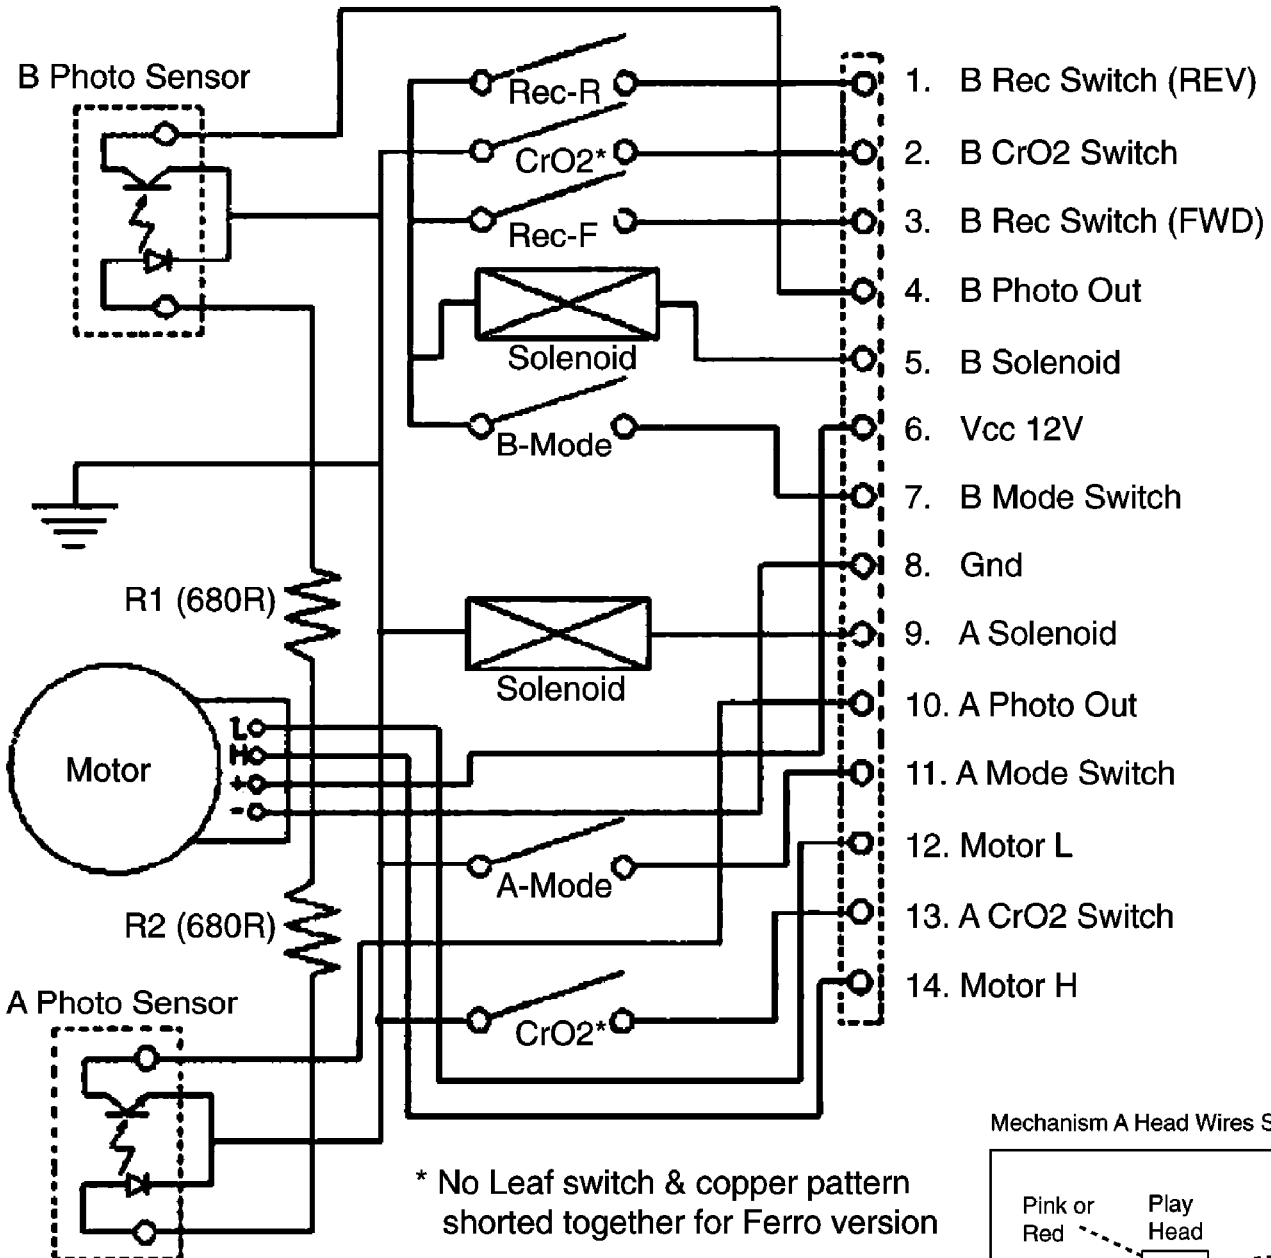 B Photo Sensor
Rec-R
CrO2*
Rec-F
Solenoid
B-Mode
1. B Rec Switch (REV)
2. B CrO2 Switch
3. B Rec Switch (FWD)
4. B Photo Out
5. B Solenoid
6. Vcc 12V
7. B Mode Switch
8. Gnd
9. A Solenoid
10. A Photo Out
11. A Mode Switch
12. Motor L
13. A CrO2 Switch
14. Motor H
R1 (680R)
Solenoid
Motor
L
H
+
-
A-Mode
R2 (680R)
A Photo Sensor
CrO2*
* No Leaf switch & copper pattern
shorted together for Ferro version
Mechanism A Head Wires S
Pink or
Red
Play
Head